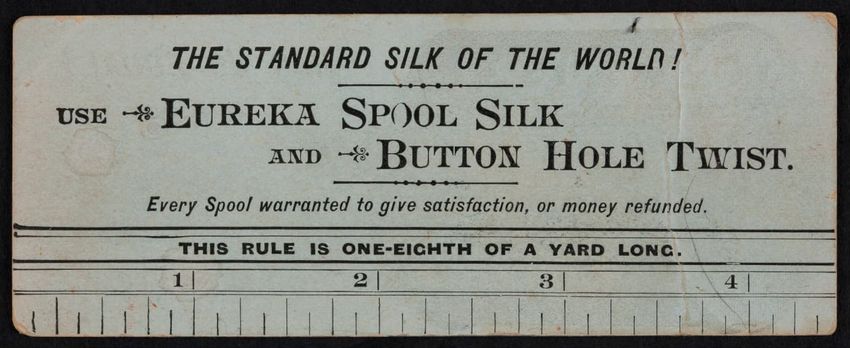 THE STANDARD SILK OF THE WORLD!
USE EUREKA SPOOL SILK
AND BUTTON HOLE TWIST.
Every Spool warranted to give satisfaction, or money refunded.
THIS RULE IS ONE-EIGHTH OF A YARD LONG.
1 2 3 4